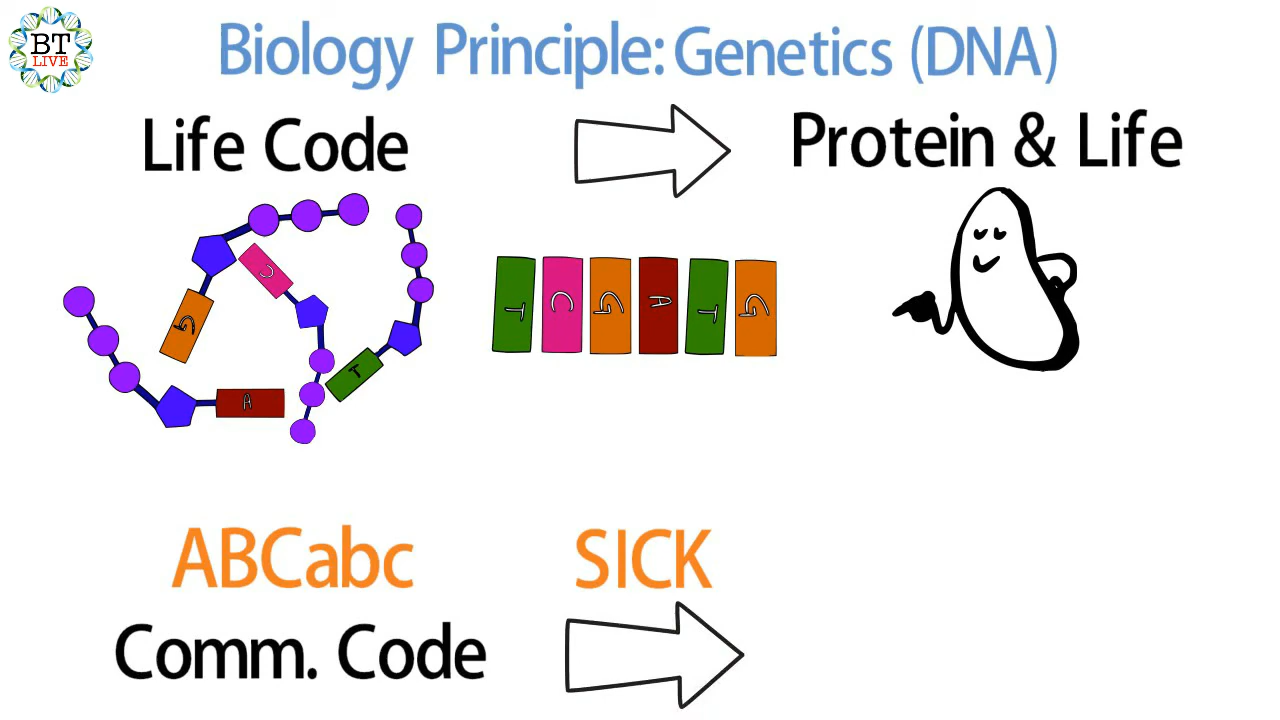 BT
LIVE
Biology Principle: Genetics (DNA)
Life Code
Protein & Life
C
G
T
A
T C G A T G
ABCabc
SICK
Comm. Code